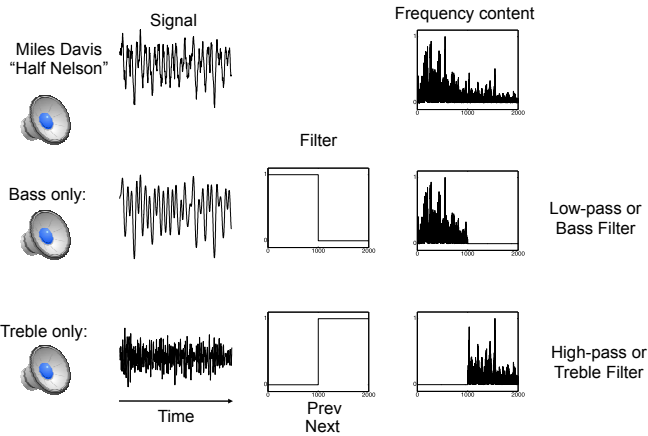 Signal
Frequency content
Miles Davis
“Half Nelson”
1
0
0 1000 2000
Filter
Bass only:
1
0
0 1000 2000
1
0
0 1000 2000
Low-pass or
Bass Filter
Treble only:
1
0
0 1000 2000
1
0
0 1000 2000
High-pass or
Treble Filter
Time
Prev
Next